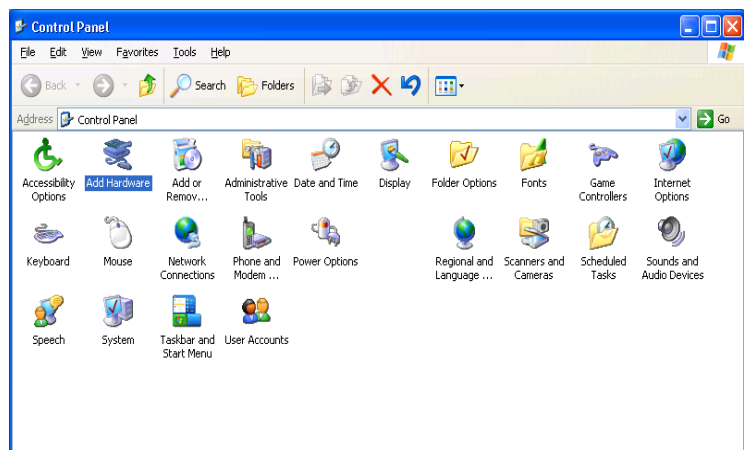 Control Panel
File Edit View Favorites Tools Help
Back Search Folders
Address Control Panel Go
Accessibility Options
Add Hardware
Add or Remov...
Administrative Tools
Date and Time
Display
Folder Options
Fonts
Game Controllers
Internet Options
Keyboard
Mouse
Network Connections
Phone and Modem ...
Power Options
Regional and Language ...
Scanners and Cameras
Scheduled Tasks
Sounds and Audio Devices
Speech
System
Taskbar and Start Menu
User Accounts